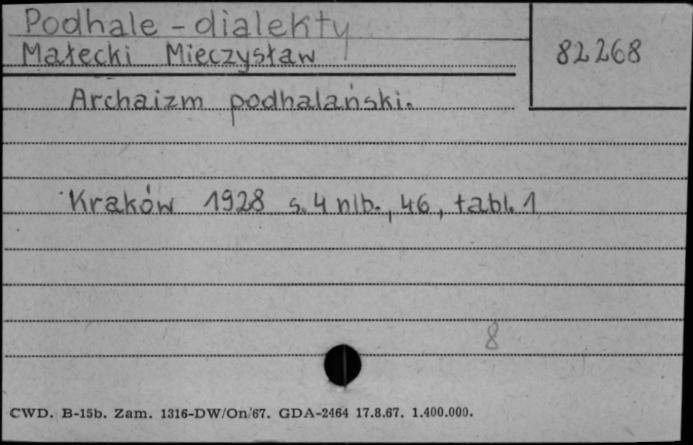 Podhale - dialekty
82268
Małecki Mieczysław
Archaizm podhalański.
Kraków 1928 s. 4 nlb., 46, tabl. 1
8
CWD. B-15b. Zam. 1316-DW/On/67. GDA-2464 17.8.67. 1.400.000.